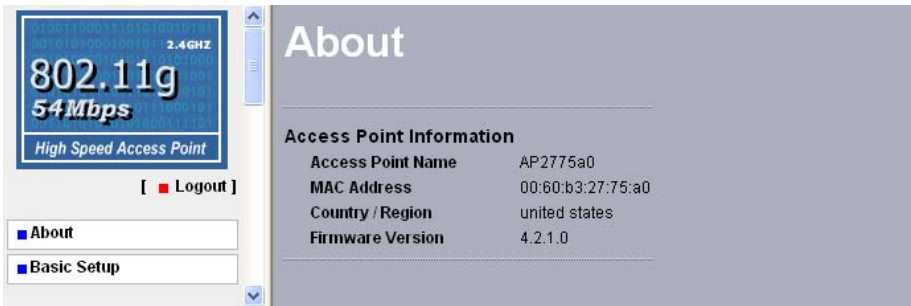 2.4GHZ
802.11g
54Mbps
High Speed Access Point
[ Logout ]
About
Basic Setup
About
Access Point Information
Access Point Name AP2775a0
MAC Address 00:60:b3:27:75:a0
Country / Region united states
Firmware Version 4.2.1.0